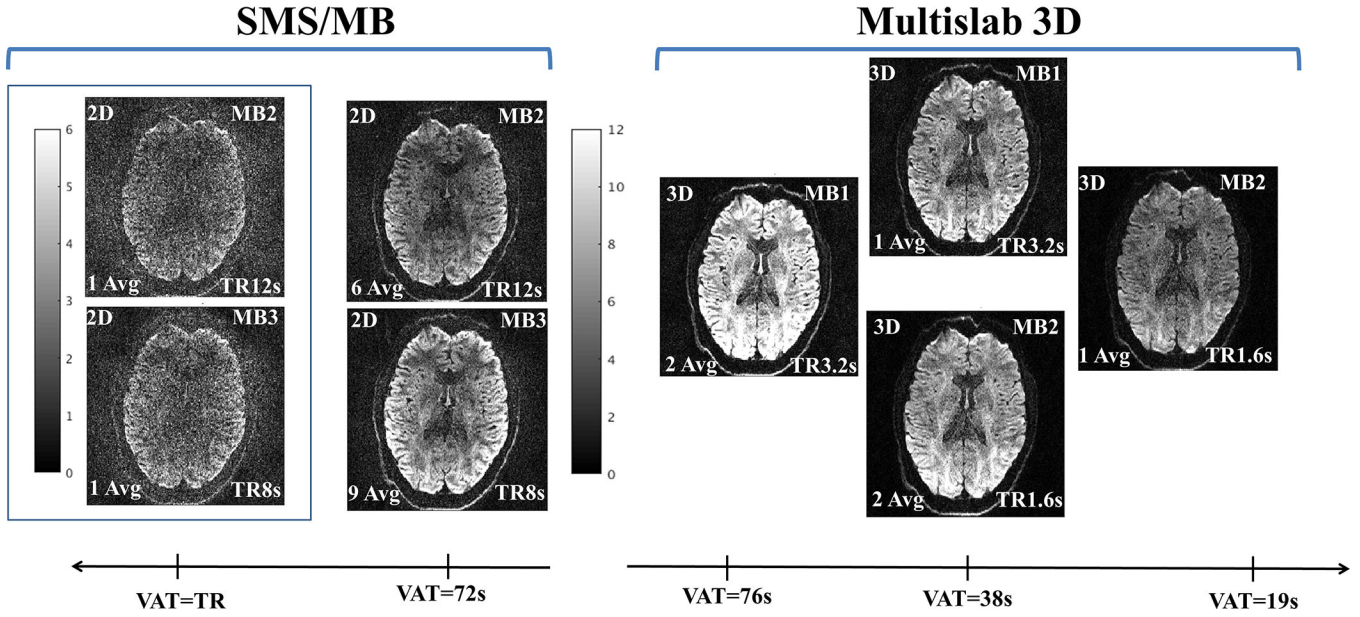 SMS/MB
Multislab 3D
2D MB2
1 Avg TR12s
2D MB3
1 Avg TR8s
6
5
4
3
2
1
0
2D MB2
6 Avg TR12s
2D MB3
9 Avg TR8s
12
10
8
6
4
2
0
3D MB1
2 Avg TR3.2s
3D MB1
1 Avg TR3.2s
3D MB2
2 Avg TR1.6s
3D MB2
1 Avg TR1.6s
VAT=TR
VAT=72s
VAT=76s
VAT=38s
VAT=19s